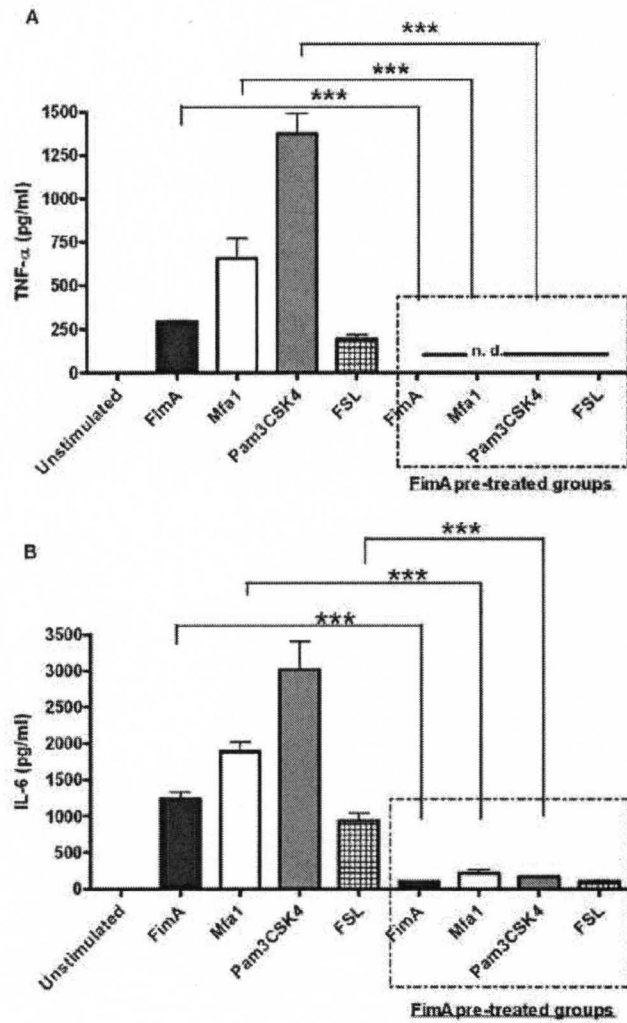 A
***
***
***
TNF-α (pg/ml)
1500
1250
1000
750
500
250
0
n. d.
Unstimulated
FimA
Mfa1
Pam3CSK4
FSL
FimA
Mfa1
Pam3CSK4
FSL
FimA pre-treated groups
B
***
***
***
IL-6 (pg/ml)
3500
3000
2500
2000
1500
1000
500
0
Unstimulated
FimA
Mfa1
Pam3CSK4
FSL
FimA
Mfa1
Pam3CSK4
FSL
FimA pre-treated groups